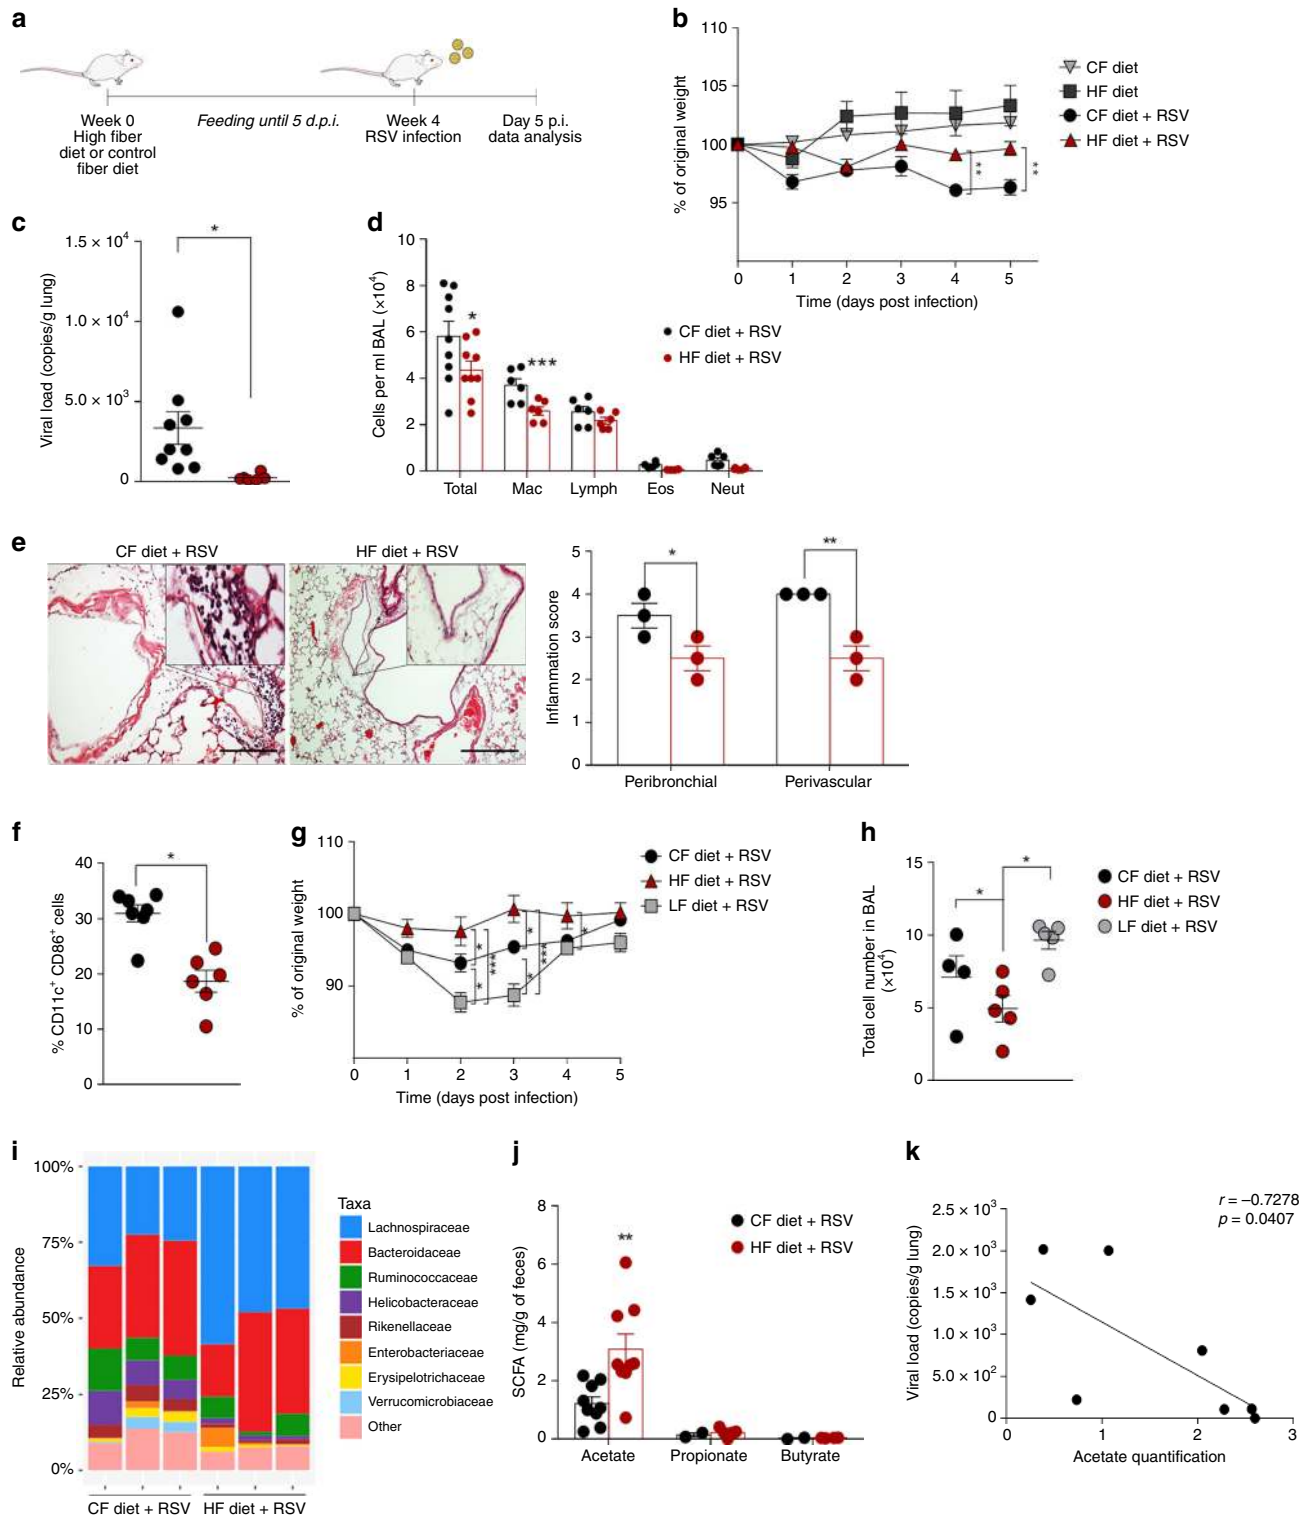 a
Week 0
High fiber
diet or control
fiber diet
Feeding until 5 d.p.i.
Week 4
RSV infection
Day 5 p.i.
data analysis
b
% of original weight
110
105
100
95
0 1 2 3 4 5
Time (days post infection)
CF diet
HF diet
CF diet + RSV
HF diet + RSV
**
**
c
Viral load (copies/g lung)
1.5 × 10⁴
1.0 × 10⁴
5.0 × 10³
0
*
d
Cells per ml BAL (×10⁴)
10
8
6
4
2
0
*
***
Total Mac Lymph Eos Neut
CF diet + RSV
HF diet + RSV
e
CF diet + RSV
HF diet + RSV
Inflammation score
5
4
3
2
1
0
*
**
Peribronchial Perivascular
f
% CD11c⁺ CD86⁺ cells
40
30
20
10
0
*
g
% of original weight
110
100
90
0 1 2 3 4 5
Time (days post infection)
*
*
***
*
*
***
*
CF diet + RSV
HF diet + RSV
LF diet + RSV
h
Total cell number in BAL
(×10⁴)
15
10
5
0
*
*
CF diet + RSV
HF diet + RSV
LF diet + RSV
i
Relative abundance
100%
75%
50%
25%
0%
CF diet + RSV HF diet + RSV
Taxa
Lachnospiraceae
Bacteroidaceae
Ruminococcaceae
Helicobacteraceae
Rikenellaceae
Enterobacteriaceae
Erysipelotrichaceae
Verrucomicrobiaceae
Other
j
SCFA (mg/g of feces)
8
6
4
2
0
**
Acetate Propionate Butyrate
CF diet + RSV
HF diet + RSV
k
Viral load (copies/g lung)
2.5 × 10³
2.0 × 10³
1.5 × 10³
1.0 × 10³
5.0 × 10²
0
0 1 2 3
Acetate quantification
r = –0.7278
p = 0.0407